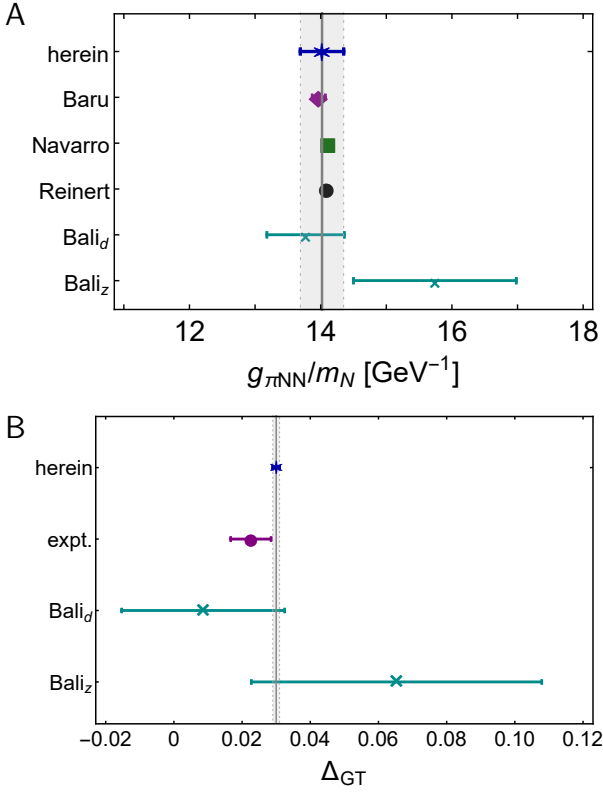 A
herein
Baru
Navarro
Reinert
Bali_d
Bali_z
12 14 16 18
g_πNN/m_N [GeV⁻¹]
B
herein
expt.
Bali_d
Bali_z
−0.02 0 0.02 0.04 0.06 0.08 0.10 0.12
Δ_GT